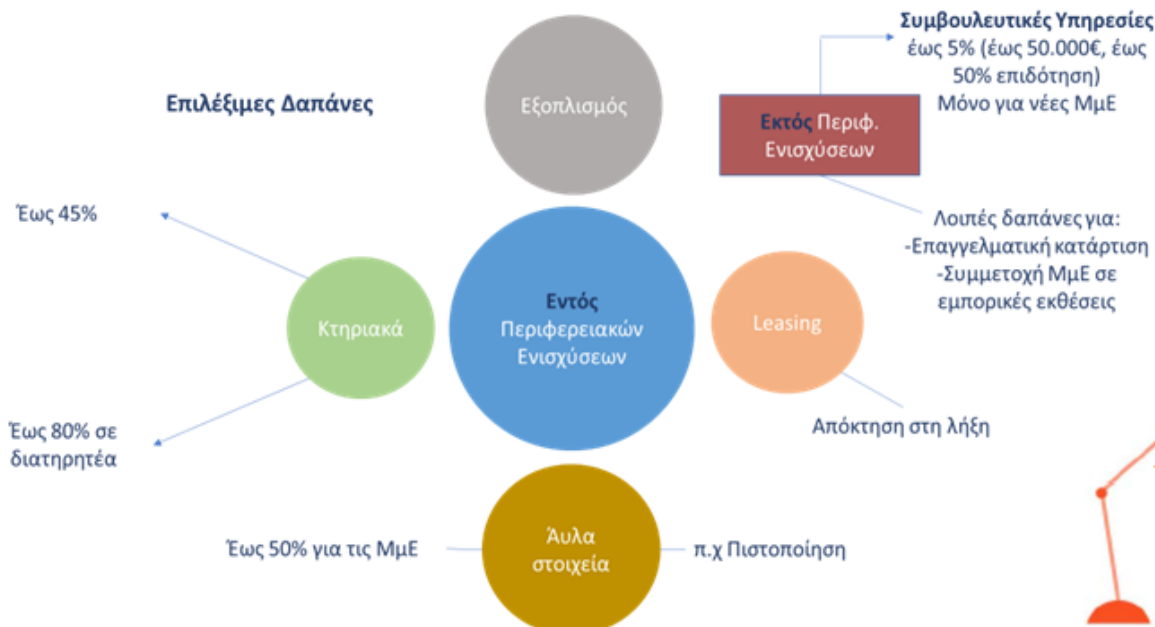 Επιλέξιμες Δαπάνες
Εξοπλισμός
Συμβουλευτικές Υπηρεσίες
έως 5% (έως 50.000€, έως
50% επιδότηση)
Μόνο για νέες ΜμΕ
Εκτός Περιφ.
Ενισχύσεων
Λοιπές δαπάνες για:
-Επαγγελματική κατάρτιση
-Συμμετοχή ΜμΕ σε
εμπορικές εκθέσεις
Έως 45%
Κτηριακά
Έως 80% σε
διατηρητέα
Εντός
Περιφερειακών
Ενισχύσεων
Leasing
Απόκτηση στη λήξη
Έως 50% για τις ΜμΕ
Άυλα
στοιχεία
π.χ Πιστοποίηση